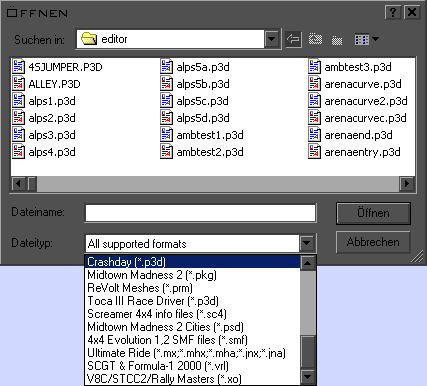 ÖFFNEN
Suchen in: editor
4SJUMPER.P3D alps5a.p3d ambtest3.p3d
ALLEY.P3D alps5b.p3d arenacurve.p3d
alps1.p3d alps5c.p3d arenacurve2.p3d
alps2.p3d alps5d.p3d arenacurvec.p3d
alps3.p3d ambtest1.p3d arenaend.p3d
alps4.p3d ambtest2.p3d arenaentry.p3d
Dateiname: Öffnen
Dateityp: All supported formats Abbrechen
Crashday (*.p3d)
Midtown Madness 2 (*.pkg)
ReVolt Meshes (*.prm)
Toca III Race Driver (*.p3d)
Screamer 4x4 info files (*.sc4)
Midtown Madness 2 Cities (*.psd)
4x4 Evolution 1,2 SMF files (*.smf)
Ultimate Ride (*.mx;*.mhx;*.mha;*.jnx;*.jna)
SCGT & Formula-1 2000 (*.vrl)
V8C/STCC2/Rally Masters (*.xo)